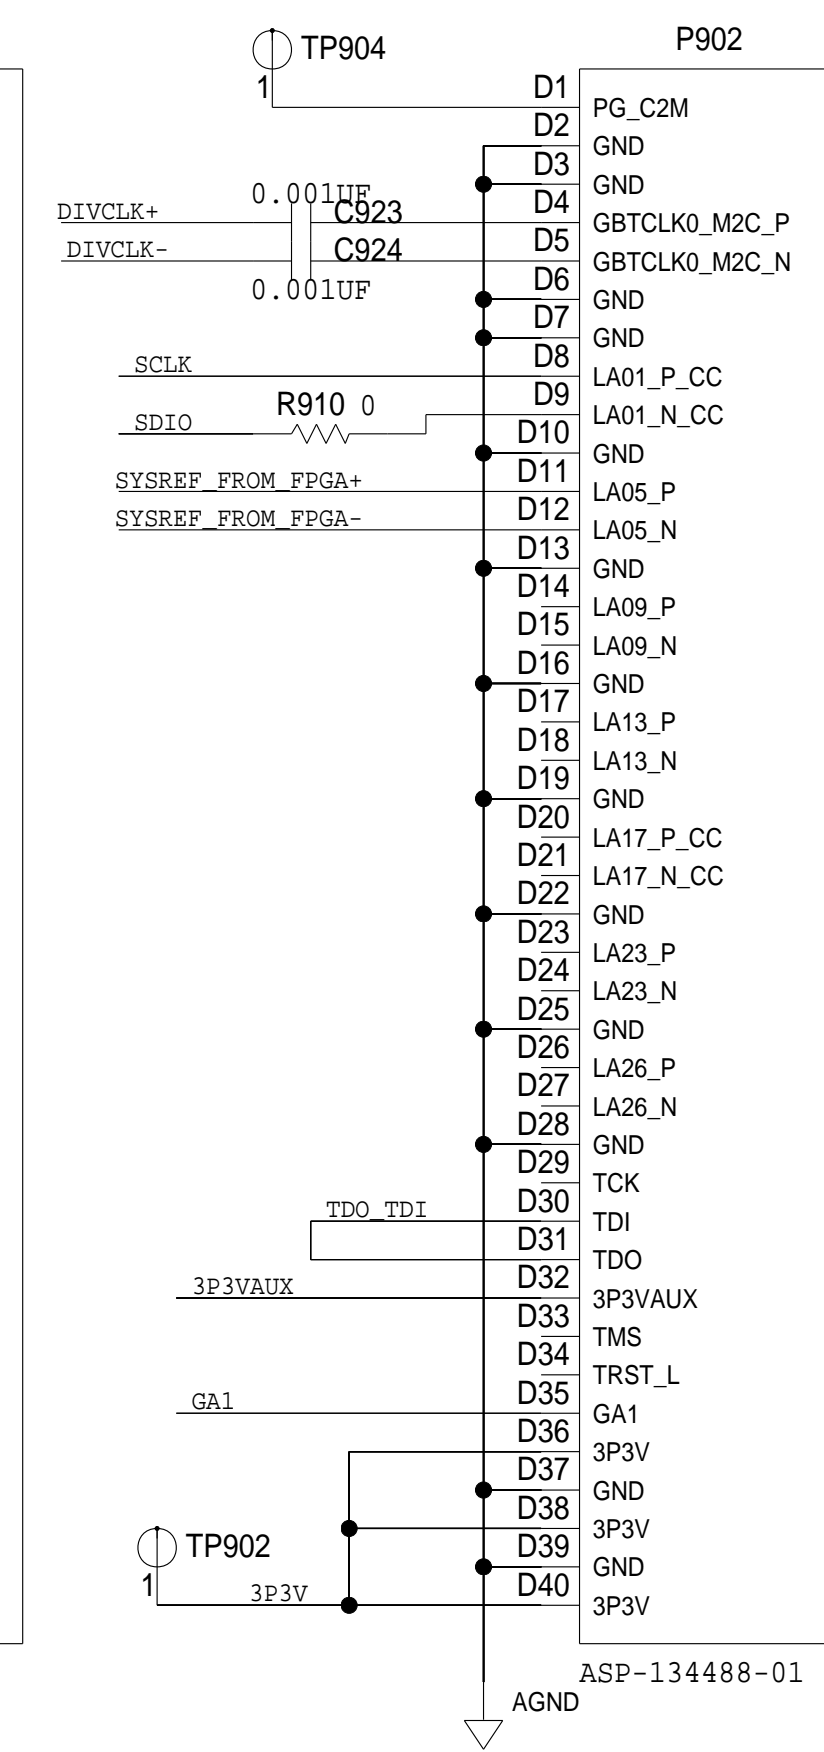 TP904 P902
1
D1 PG_C2M
D2 GND
D3 GND
0.001UF
DIVCLK+ C923 D4 GBTCLK0_M2C_P
DIVCLK- C924 D5 GBTCLK0_M2C_N
0.001UF
D6 GND
D7 GND
SCLK D8 LA01_P_CC
SDIO R910 0 D9 LA01_N_CC
D10 GND
SYSREF_FROM_FPGA+ D11 LA05_P
SYSREF_FROM_FPGA- D12 LA05_N
D13 GND
D14 LA09_P
D15 LA09_N
D16 GND
D17 LA13_P
D18 LA13_N
D19 GND
D20 LA17_P_CC
D21 LA17_N_CC
D22 GND
D23 LA23_P
D24 LA23_N
D25 GND
D26 LA26_P
D27 LA26_N
D28 GND
D29 TCK
TDO_TDI D30 TDI
D31 TDO
3P3VAUX D32 3P3VAUX
D33 TMS
D34 TRST_L
GA1 D35 GA1
D36 3P3V
D37 GND
D38 3P3V
TP902 D39 GND
1 3P3V D40 3P3V
ASP-134488-01
AGND